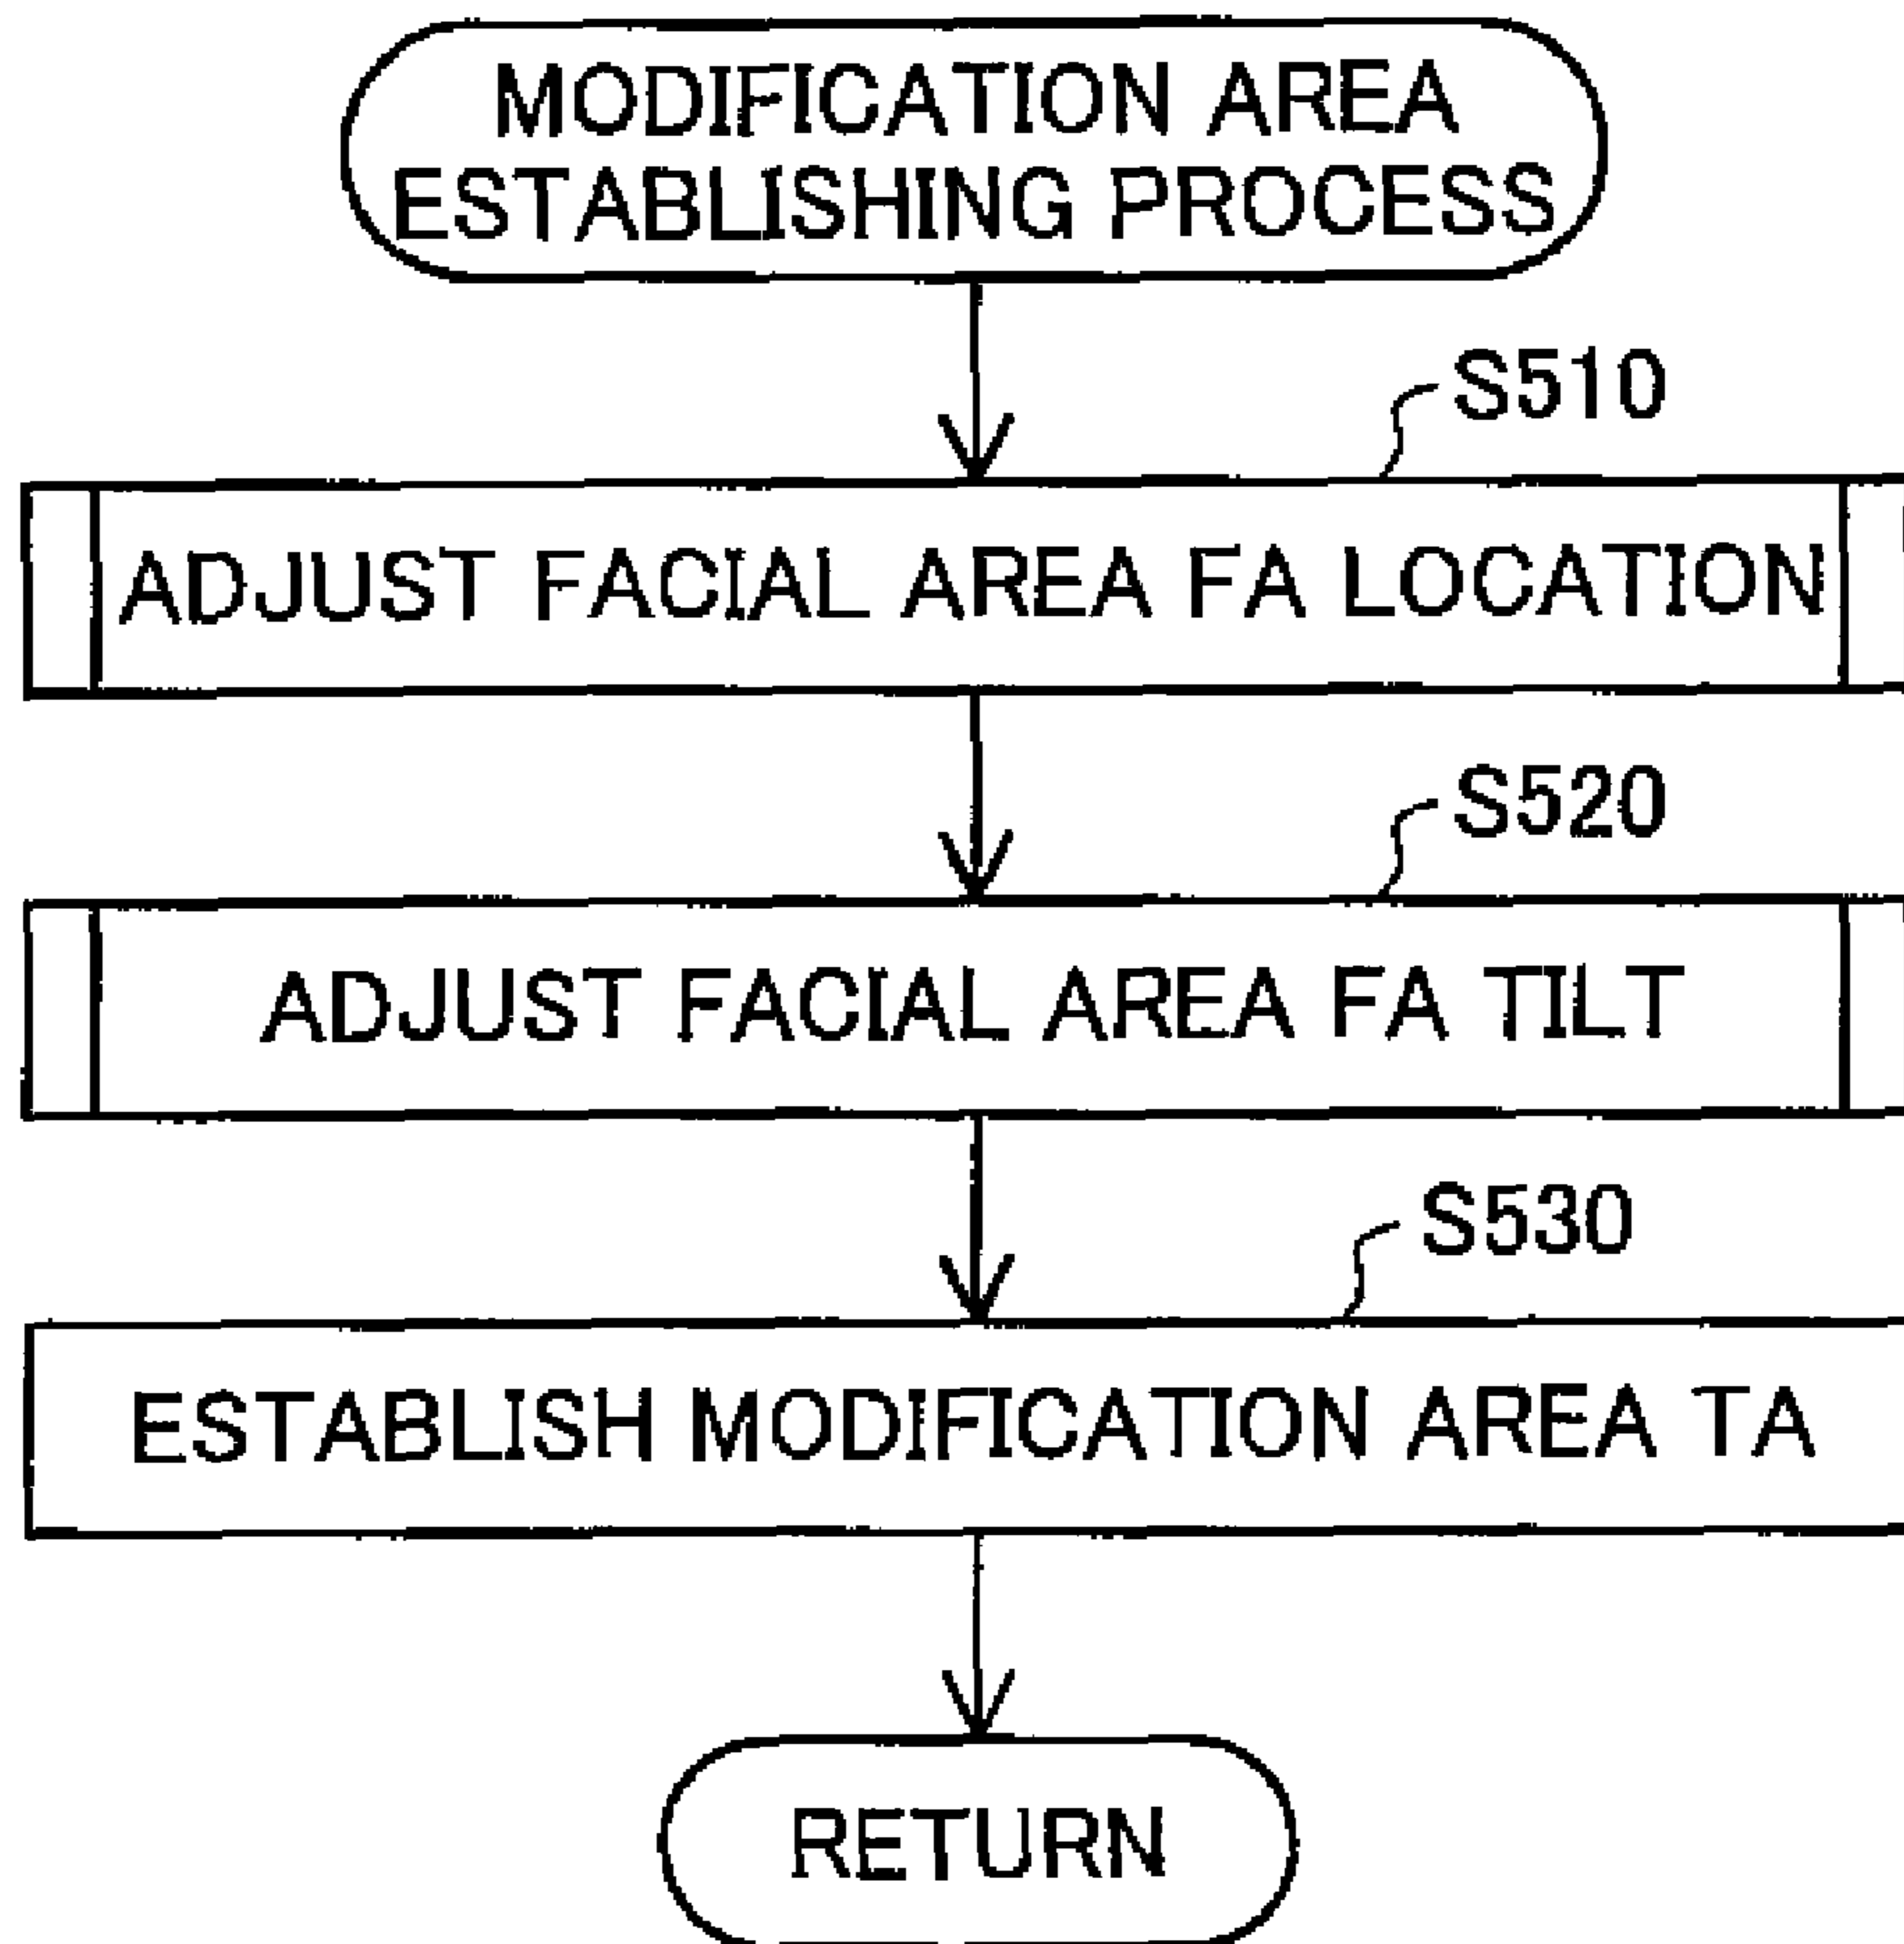 MODIFICATION AREA
ESTABLISHING PROCESS
S510
ADJUST FACIAL AREA FA LOCATION
S520
ADJUST FACIAL AREA FA TILT
S530
ESTABLISH MODIFICATION AREA TA
RETURN